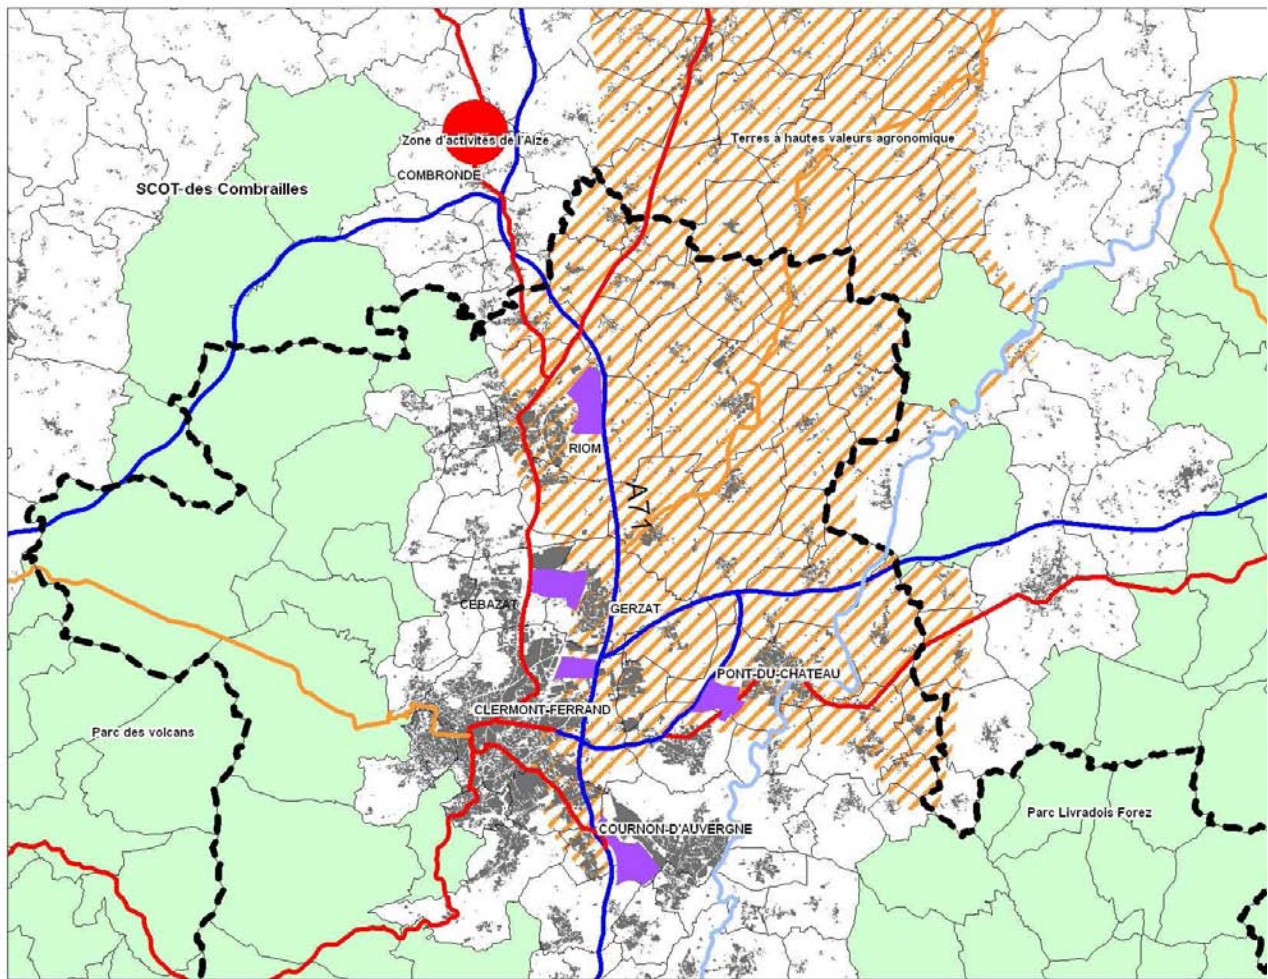 Zone d'activités de l'Aize
Terres à hautes valeurs agronomique
COMBRONDE
SCOT des Combrailles
RIOM
A71
CEBAZAT
GERZAT
PONT-DU-CHATEAU
CLERMONT-FERRAND
Parc des volcans
Parc Livradois Forez
COURNON-D'AUVERGNE